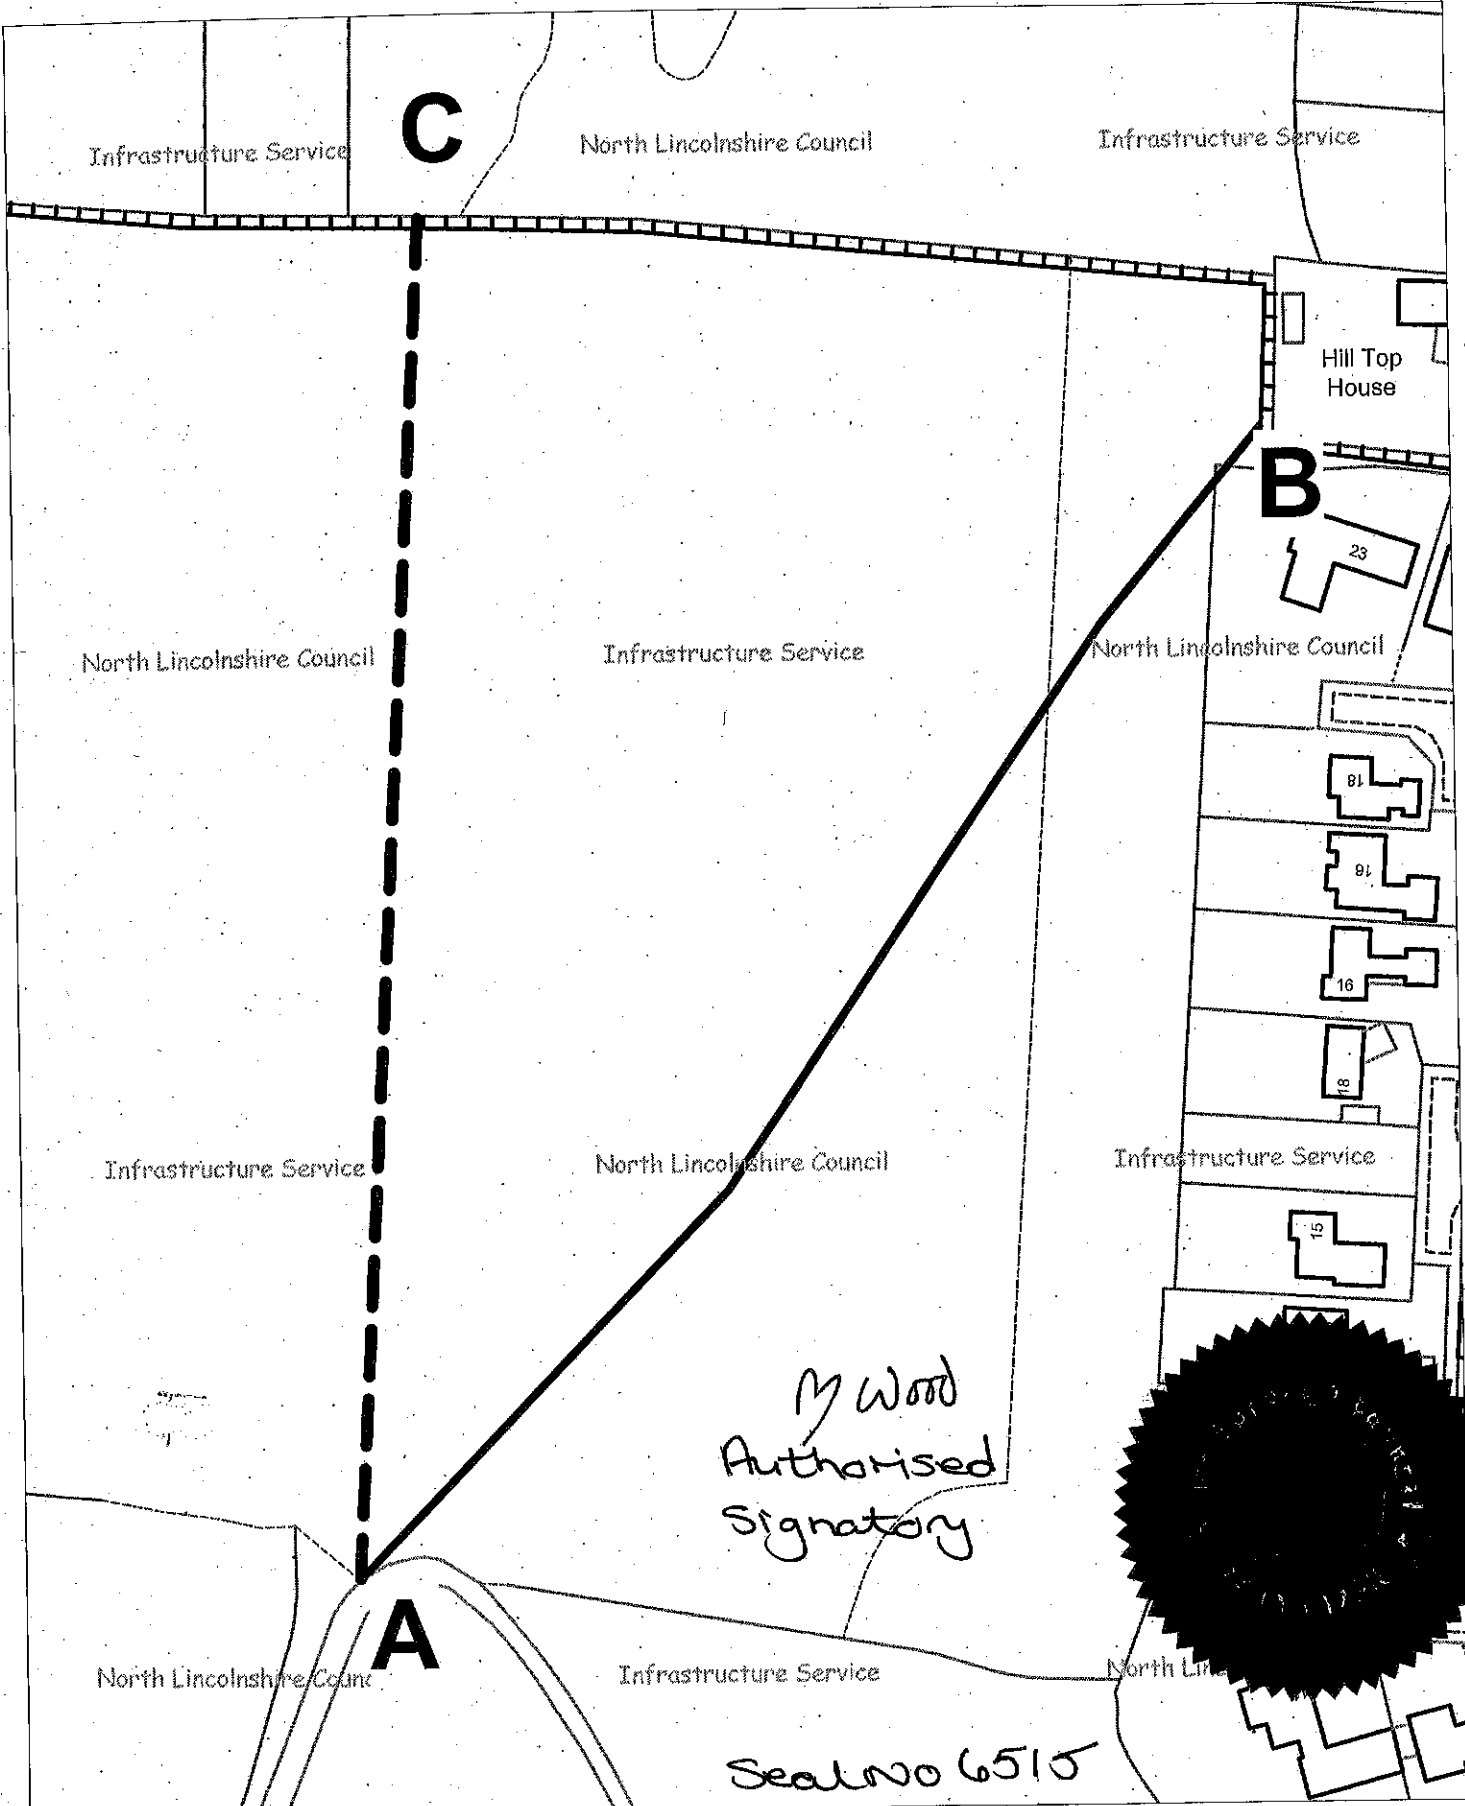 C
Infrastructure Service
North Lincolnshire Council
Infrastructure Service
Hill Top
House
B
23
North Lincolnshire Council
Infrastructure Service
North Lincolnshire Council
18
16
16
18
Infrastructure Service
North Lincolnshire Council
Infrastructure Service
15
M Wood
Authorised
Signatory
A
North Lincolnshire Counc
Infrastructure Service
North Lin
Seal No 6515